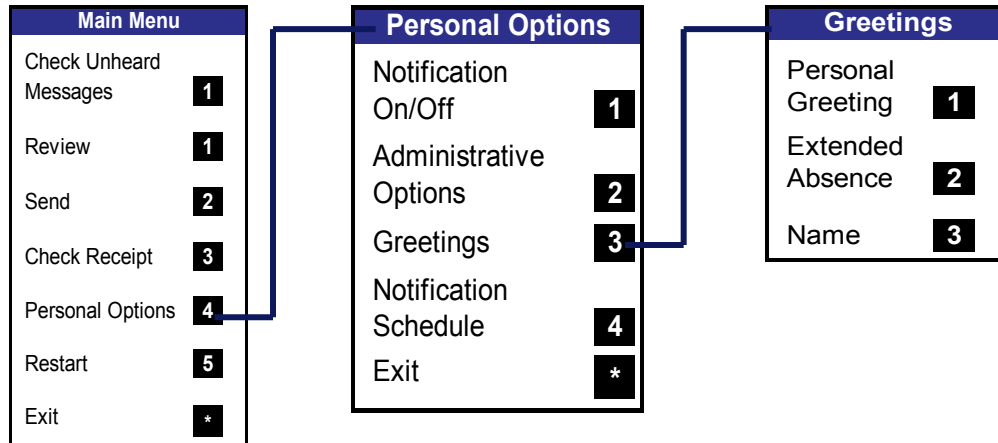 Main Menu
Check Unheard
Messages 1
Review 1
Send 2
Check Receipt 3
Personal Options 4
Restart 5
Exit *
Personal Options
Notification
On/Off 1
Administrative
Options 2
Greetings 3
Notification
Schedule 4
Exit *
Greetings
Personal
Greeting 1
Extended
Absence 2
Name 3